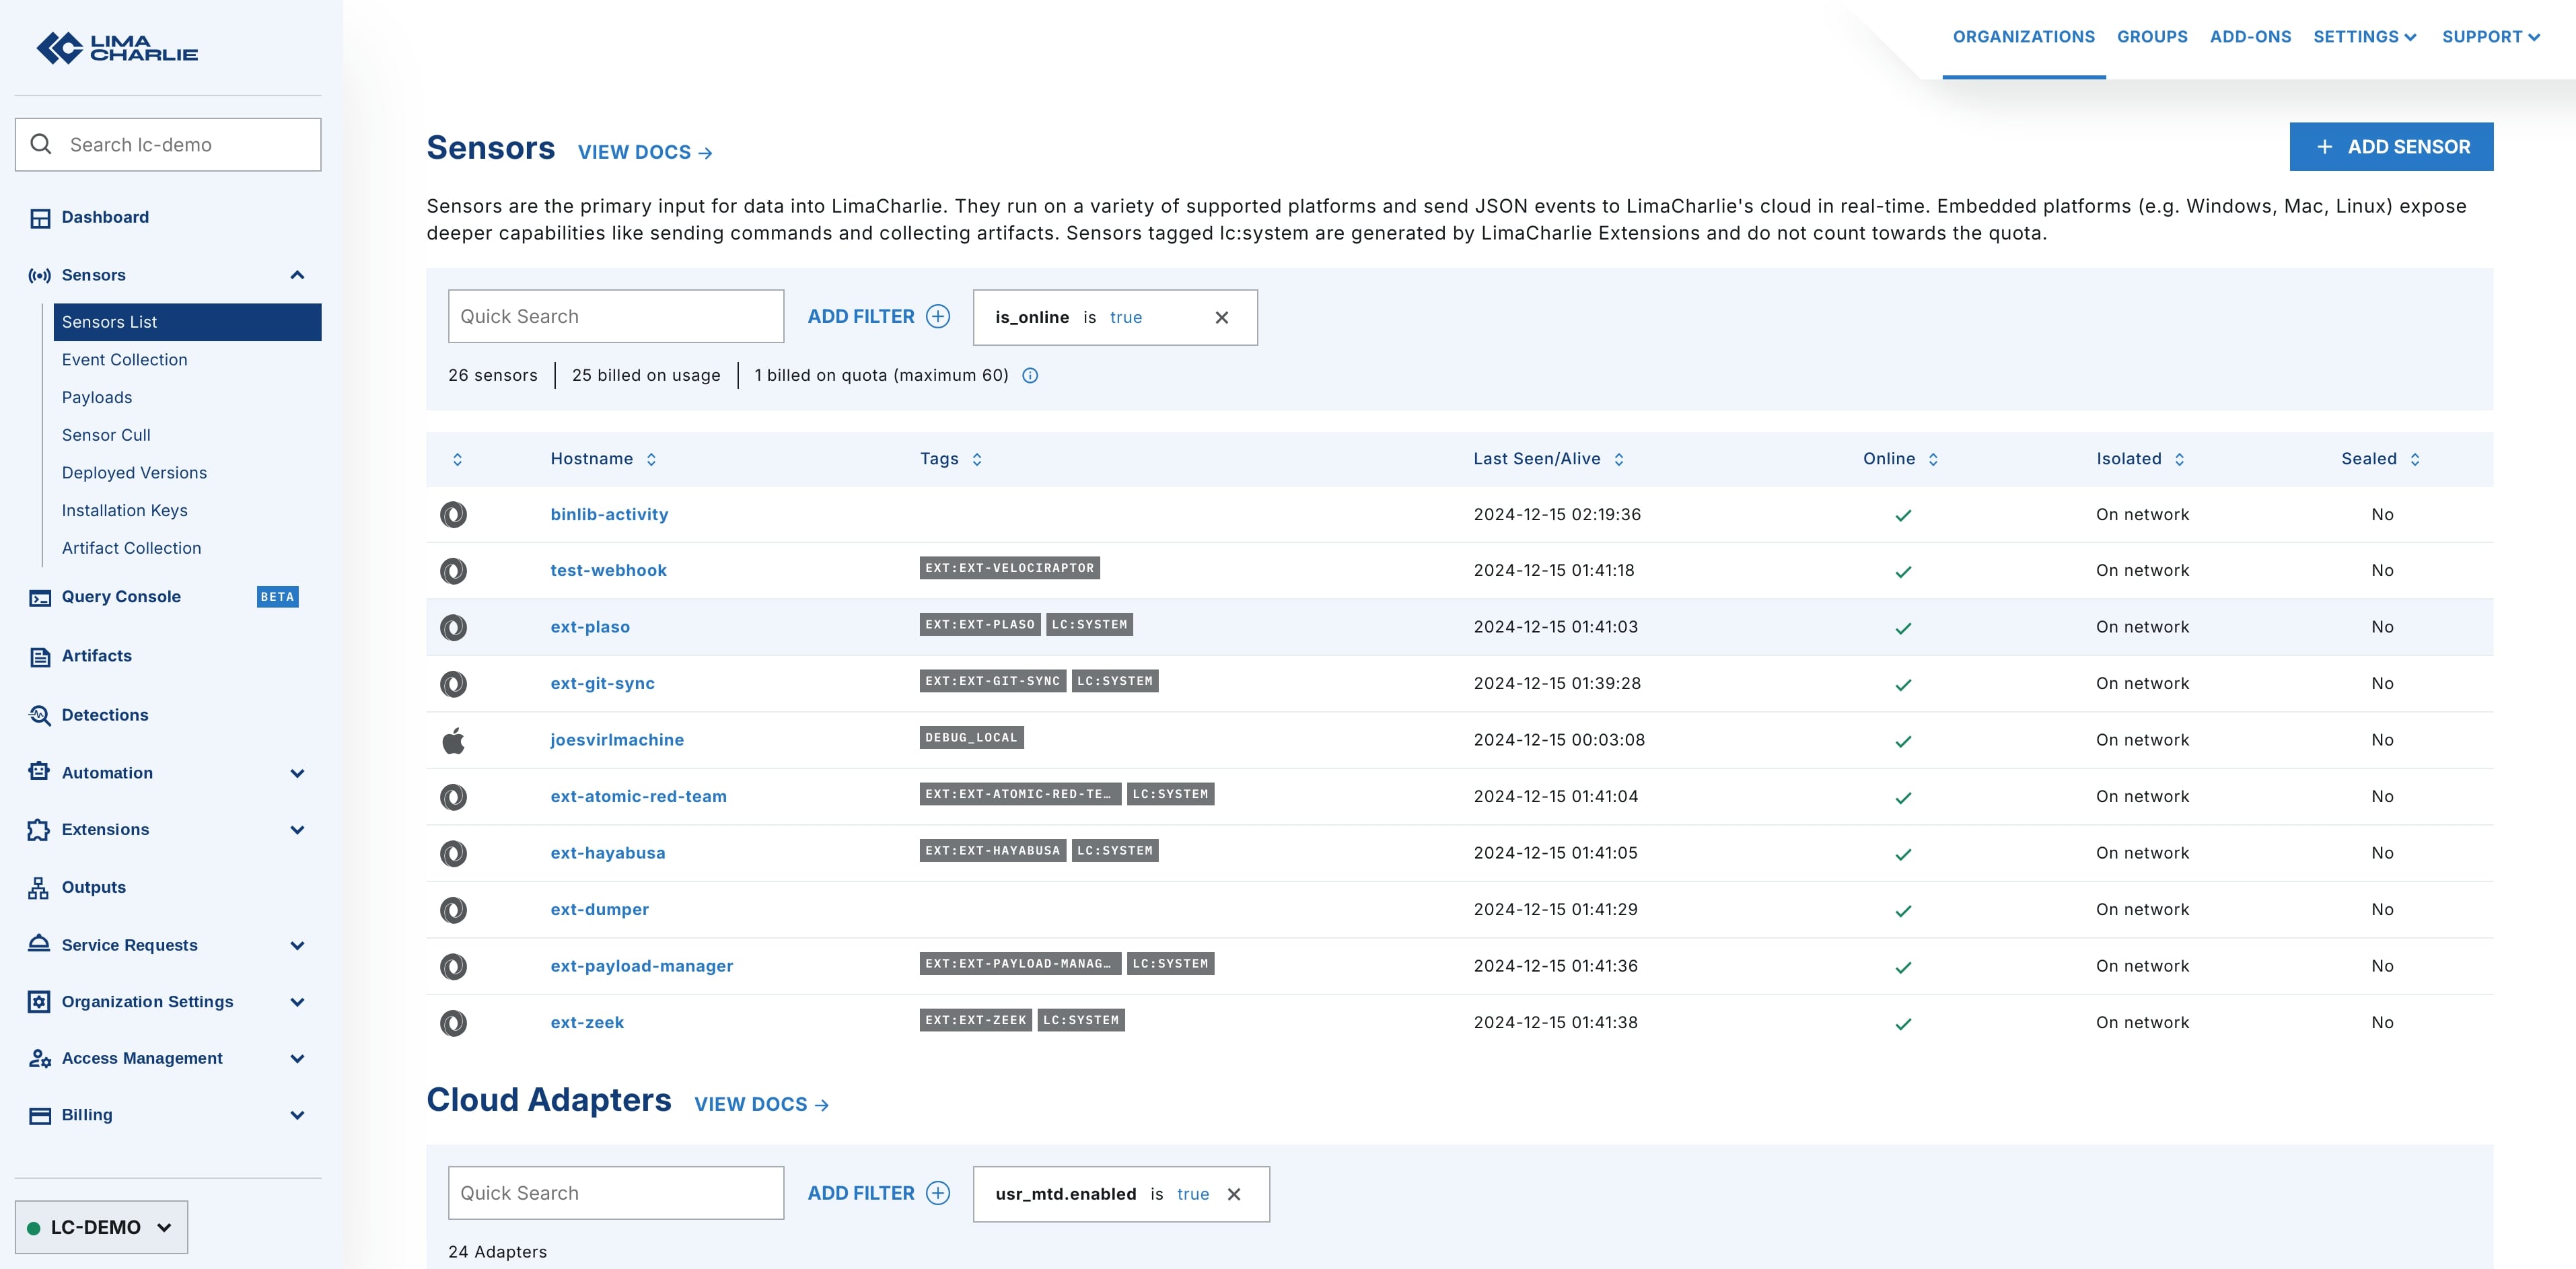 LIMA
CHARLIE
Search lc-demo
Dashboard
Sensors
Sensors List
Event Collection
Payloads
Sensor Cull
Deployed Versions
Installation Keys
Artifact Collection
Query Console BETA
Artifacts
Detections
Automation
Extensions
Outputs
Service Requests
Organization Settings
Access Management
Billing
LC-DEMO
ORGANIZATIONS GROUPS ADD-ONS SETTINGS SUPPORT
Sensors VIEW DOCS →
+ ADD SENSOR
Sensors are the primary input for data into LimaCharlie. They run on a variety of supported platforms and send JSON events to LimaCharlie's cloud in real-time. Embedded platforms (e.g. Windows, Mac, Linux) expose
deeper capabilities like sending commands and collecting artifacts. Sensors tagged lc:system are generated by LimaCharlie Extensions and do not count towards the quota.
Quick Search ADD FILTER is_online is true
26 sensors 25 billed on usage 1 billed on quota (maximum 60)
Hostname Tags Last Seen/Alive Online Isolated Sealed
binlib-activity 2024-12-15 02:19:36 On network No
test-webhook EXT:EXT-VELOCIRAPTOR 2024-12-15 01:41:18 On network No
ext-plaso EXT:EXT-PLASO LC:SYSTEM 2024-12-15 01:41:03 On network No
ext-git-sync EXT:EXT-GIT-SYNC LC:SYSTEM 2024-12-15 01:39:28 On network No
joesvirlmachine DEBUG_LOCAL 2024-12-15 00:03:08 On network No
ext-atomic-red-team EXT:EXT-ATOMIC-RED-TE… LC:SYSTEM 2024-12-15 01:41:04 On network No
ext-hayabusa EXT:EXT-HAYABUSA LC:SYSTEM 2024-12-15 01:41:05 On network No
ext-dumper 2024-12-15 01:41:29 On network No
ext-payload-manager EXT:EXT-PAYLOAD-MANAG… LC:SYSTEM 2024-12-15 01:41:36 On network No
ext-zeek EXT:EXT-ZEEK LC:SYSTEM 2024-12-15 01:41:38 On network No
Cloud Adapters VIEW DOCS →
Quick Search ADD FILTER usr_mtd.enabled is true
24 Adapters